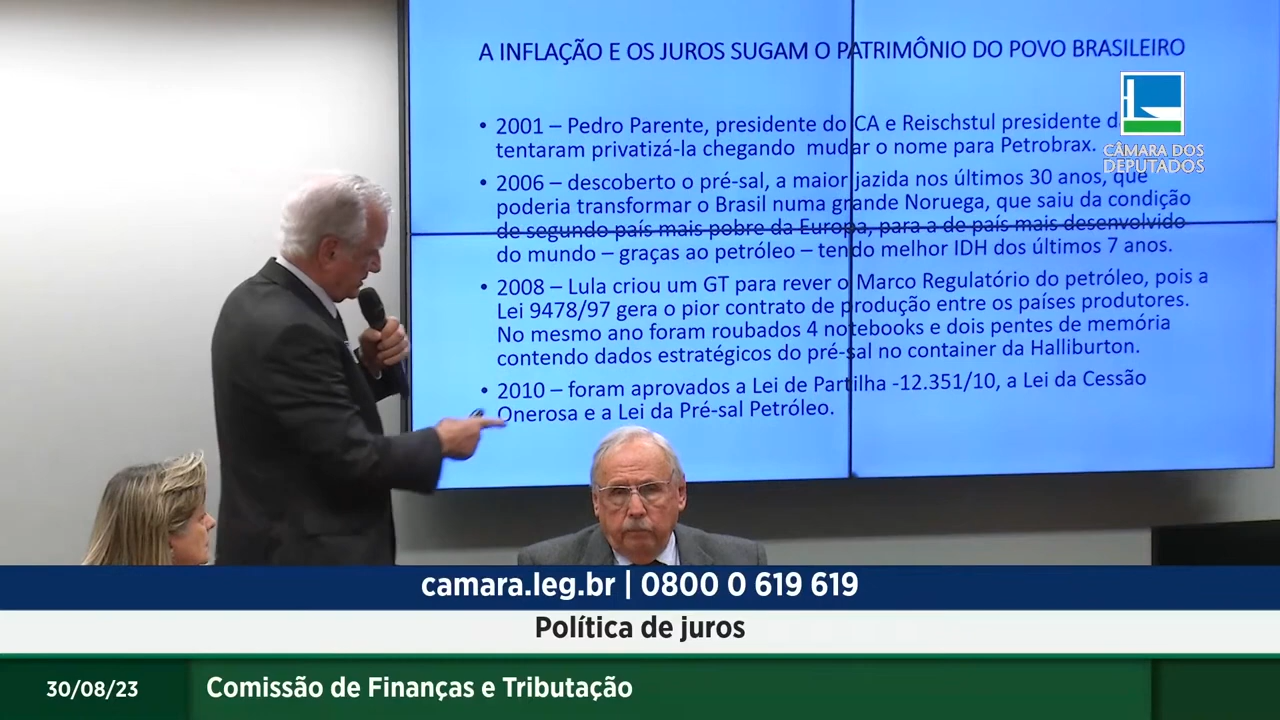 A INFLAÇÃO E OS JUROS SUGAM O PATRIMÔNIO DO POVO BRASILEIRO
• 2001 – Pedro Parente, presidente do CA e Reischstul presidente d
tentaram privatizá-la chegando mudar o nome para Petrobrax.
CÂMARA DOS
DEPUTADOS
• 2006 – descoberto o pré-sal, a maior jazida nos últimos 30 anos, que
poderia transformar o Brasil numa grande Noruega, que saiu da condição
de segundo país mais pobre da Europa, para a de país mais desenvolvido
do mundo – graças ao petróleo – tendo melhor IDH dos últimos 7 anos.
• 2008 – Lula criou um GT para rever o Marco Regulatório do petróleo, pois a
Lei 9478/97 gera o pior contrato de produção entre os países produtores.
No mesmo ano foram roubados 4 notebooks e dois pentes de memória
contendo dados estratégicos do pré-sal no container da Halliburton.
• 2010 – foram aprovados a Lei de Partilha -12.351/10, a Lei da Cessão
Onerosa e a Lei da Pré-sal Petróleo.
camara.leg.br | 0800 0 619 619
Política de juros
30/08/23
Comissão de Finanças e Tributação